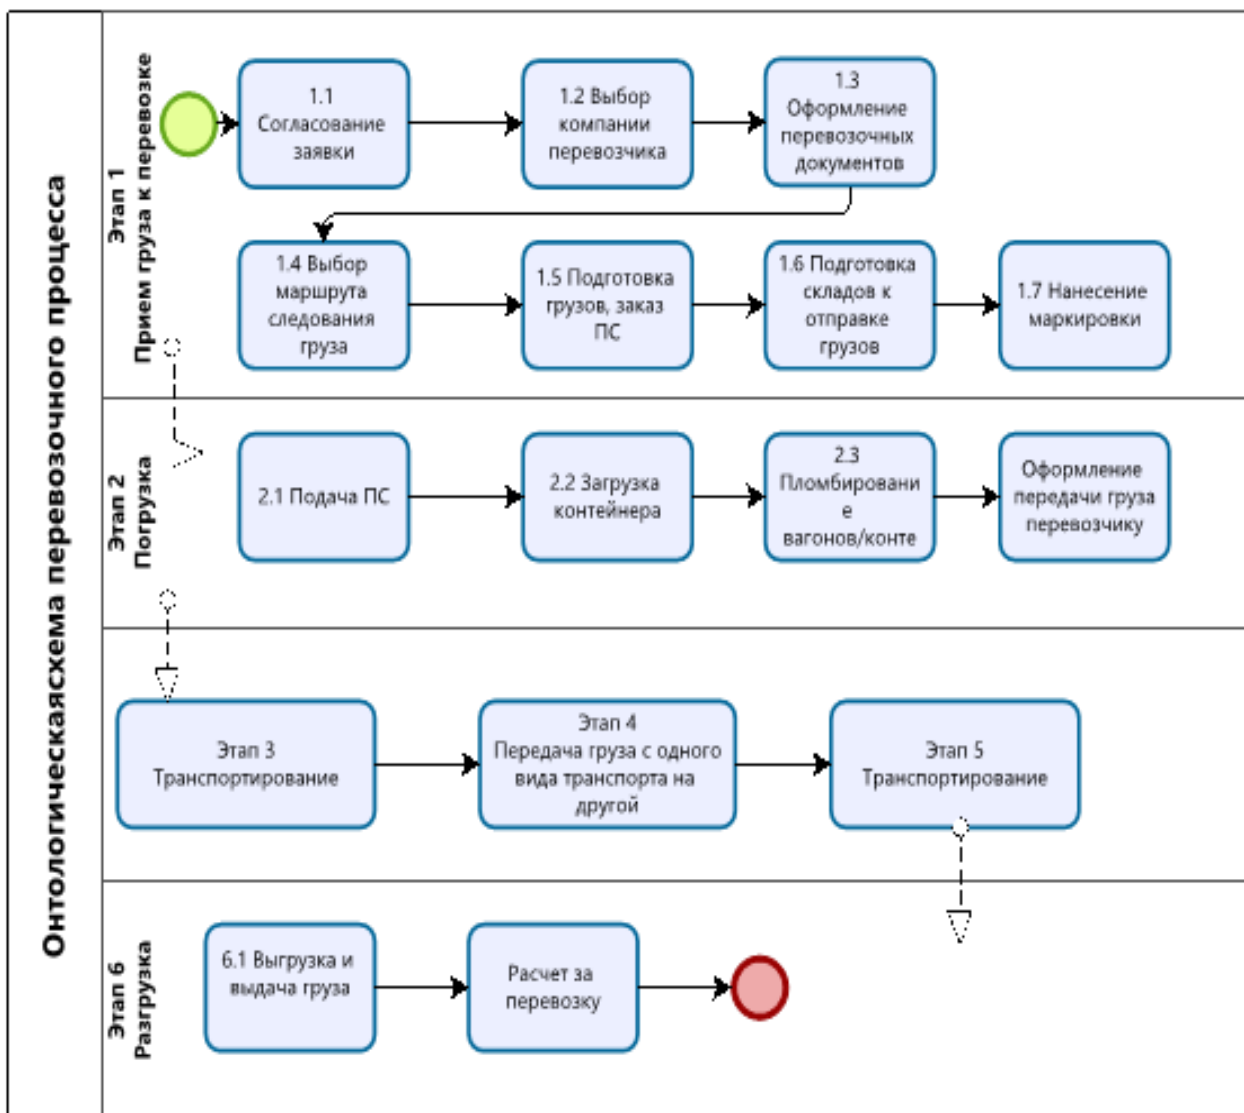 Онтологическаясхема перевозочного процесса
Этап 1
Прием груза к перевозке
1.1
Согласование
заявки
1.2 Выбор
компании
перевозчика
1.3
Оформление
перевозочных
документов
1.4 Выбор
маршрута
следования
груза
1.5 Подготовка
грузов, заказ
ПС
1.6 Подготовка
складов к
отправке
грузов
1.7 Нанесение
маркировки
Этап 2
Погрузка
2.1 Подача ПС
2.2 Загрузка
контейнера
2.3
Пломбировани
е
вагонов/конте
Оформление
передачи груза
перевозчику
Этап 3
Транспортирование
Этап 4
Передача груза с одного
вида транспорта на
другой
Этап 5
Транспортирование
Этап 6
Разгрузка
6.1 Выгрузка и
выдача груза
Расчет за
перевозку